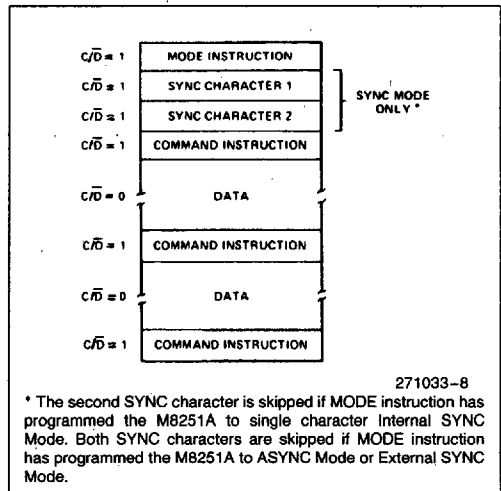 C/D̅ = 1 MODE INSTRUCTION
C/D̅ = 1 SYNC CHARACTER 1
C/D̅ = 1 SYNC CHARACTER 2
SYNC MODE
ONLY *
C/D̅ = 1 COMMAND INSTRUCTION
C/D̅ = 0 DATA
C/D̅ = 1 COMMAND INSTRUCTION
C/D̅ = 0 DATA
C/D̅ = 1 COMMAND INSTRUCTION
271033–8
* The second SYNC character is skipped if MODE instruction has
programmed the M8251A to single character Internal SYNC
Mode. Both SYNC characters are skipped if MODE instruction
has programmed the M8251A to ASYNC Mode or External SYNC
Mode.